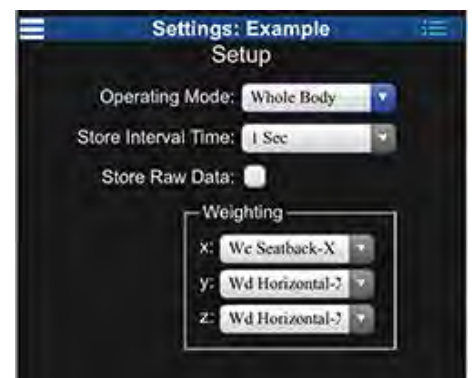 Settings: Example
Setup
Operating Mode: Whole Body
Store Interval Time: 1 Sec
Store Raw Data:
Weighting
x: Wc Seatback-X
y: Wd Horizontal-
z: Wd Horizontal-